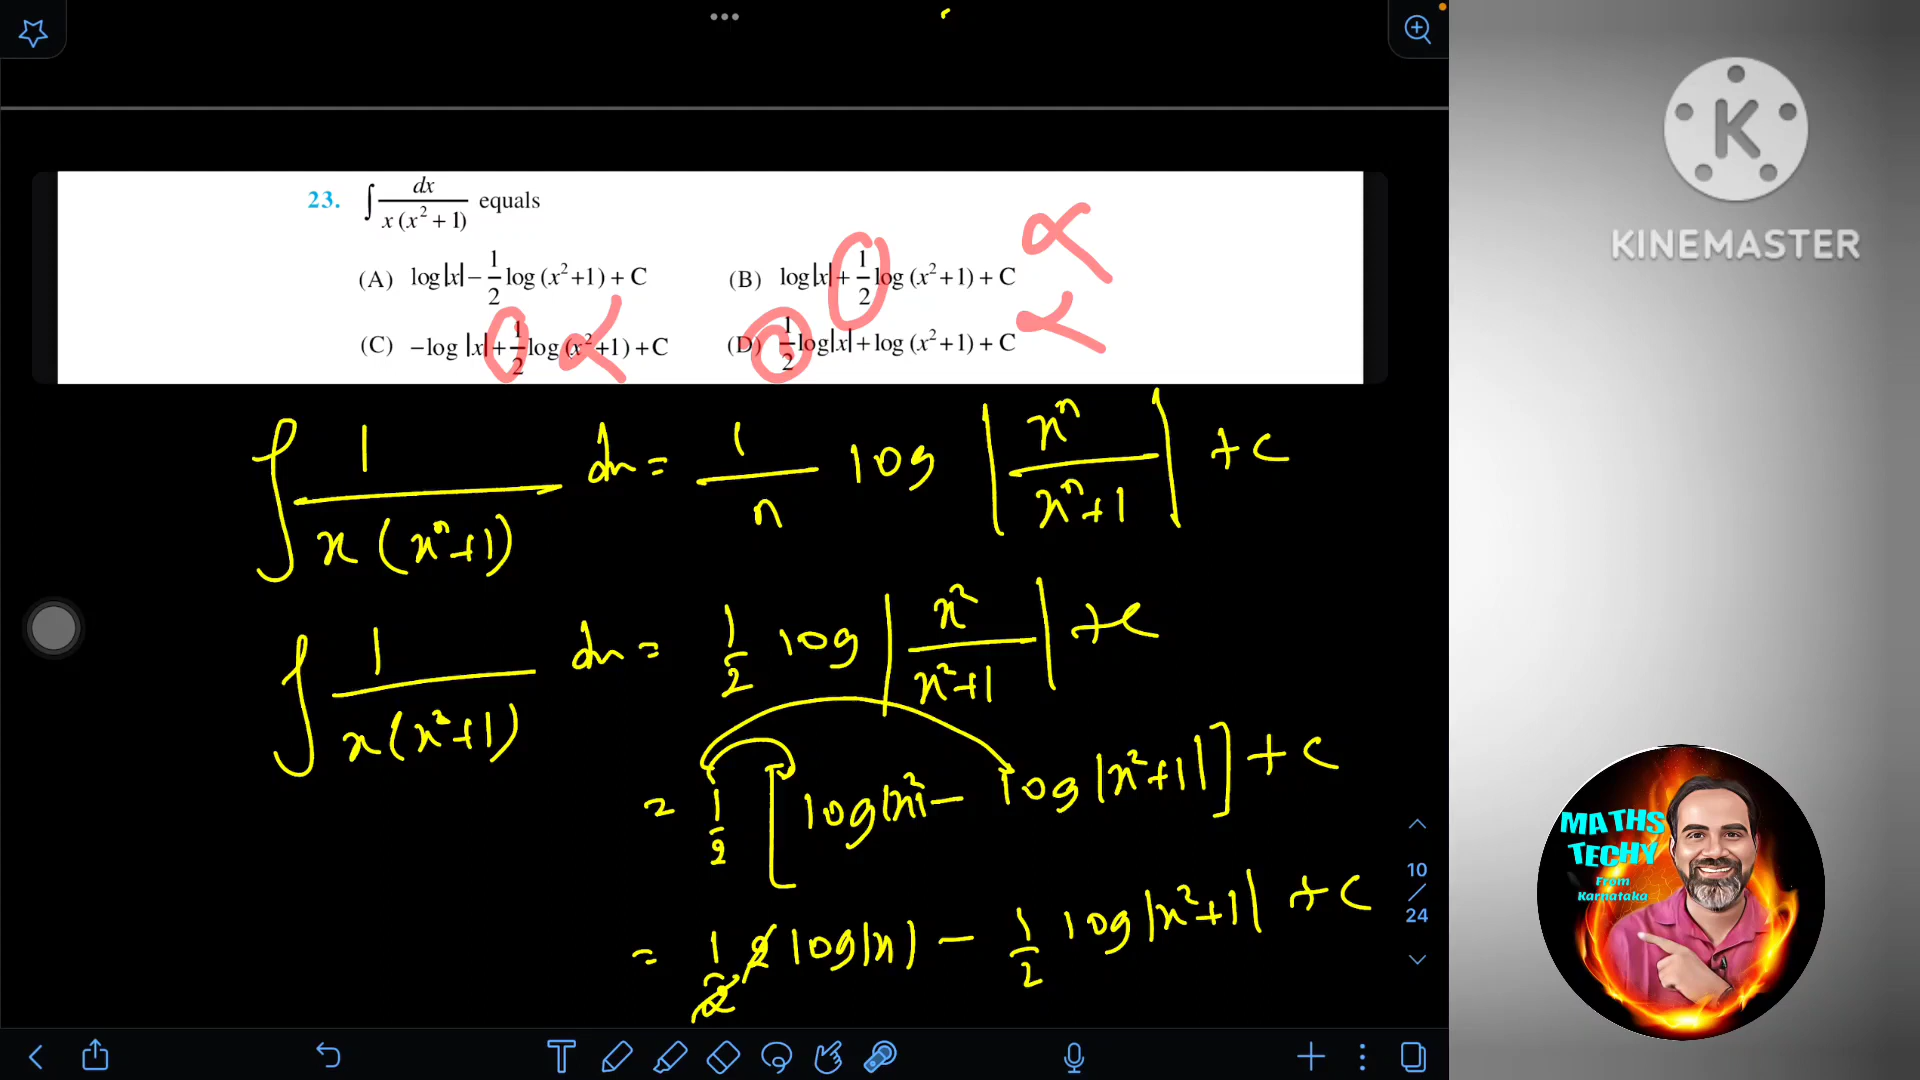 23. ∫ dx / x (x² + 1) equals
(A) log|x| − 1/2 log (x²+1) + C (B) log|x| + 1/2 log (x²+1) + C
(C) −log |x| + 1/2 log (x²+1) + C (D) 1/2 log|x| + log (x²+1) + C
∫ 1 / x (xⁿ+1) dx = 1/n log | xⁿ / xⁿ+1 | + C
∫ 1 / x(x²+1) dx = 1/2 log | x² / x²+1 | + C
= 1/2 [ log|x|² − log|x²+1| ] + C
= 1/2 2 log|x| − 1/2 log|x²+1| + C
10
/
24
T
K
KINEMASTER
MATHS
TECHY
From
Karnataka